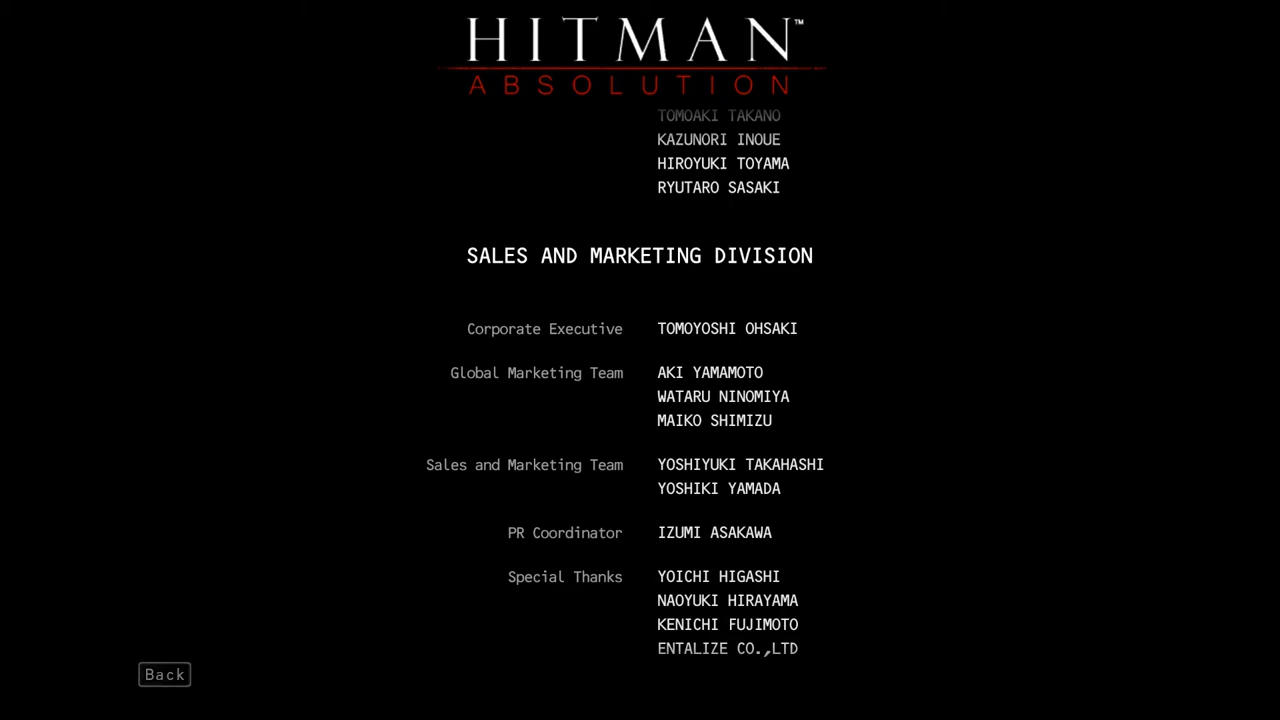 HITMAN™
ABSOLUTION
TOMOAKI TAKANO
KAZUNORI INOUE
HIROYUKI TOYAMA
RYUTARO SASAKI
SALES AND MARKETING DIVISION
Corporate Executive TOMOYOSHI OHSAKI
Global Marketing Team AKI YAMAMOTO
WATARU NINOMIYA
MAIKO SHIMIZU
Sales and Marketing Team YOSHIYUKI TAKAHASHI
YOSHIKI YAMADA
PR Coordinator IZUMI ASAKAWA
Special Thanks YOICHI HIGASHI
NAOYUKI HIRAYAMA
KENICHI FUJIMOTO
ENTALIZE CO.,LTD
Back